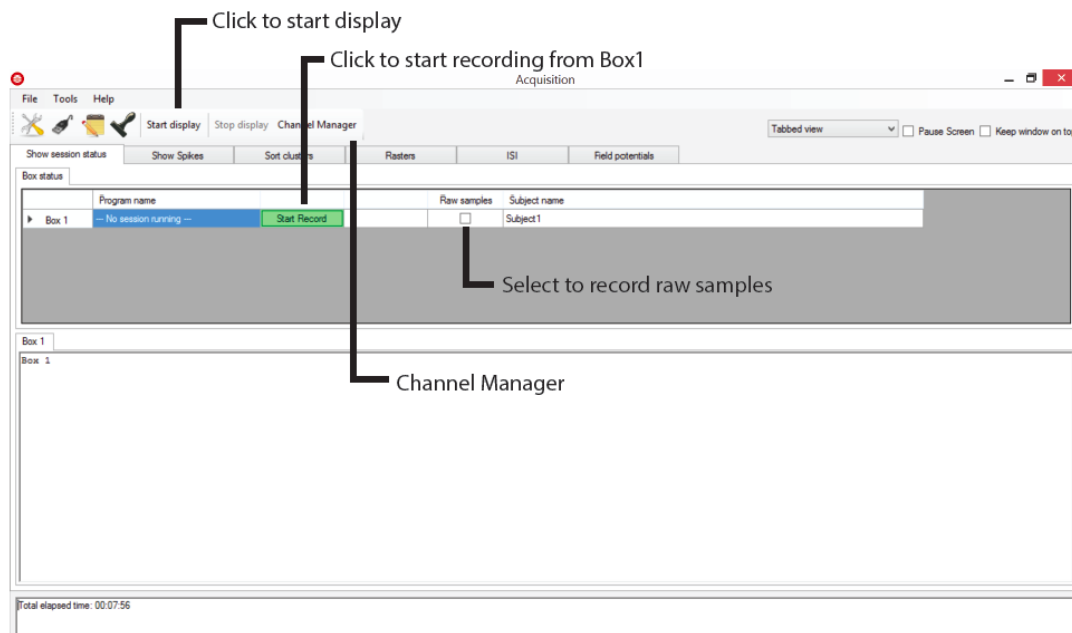 Click to start display
Click to start recording from Box1
Acquisition
File Tools Help
Start display Stop display Channel Manager Tabbed view Pause Screen Keep window on top
Show session status Show Spikes Sort clusters Rasters ISI Field potentials
Box status
Program name Raw samples Subject name
Box 1 -- No session running -- Start Record Subject1
Select to record raw samples
Box 1
Box 1
Channel Manager
Total elapsed time: 00:07:56